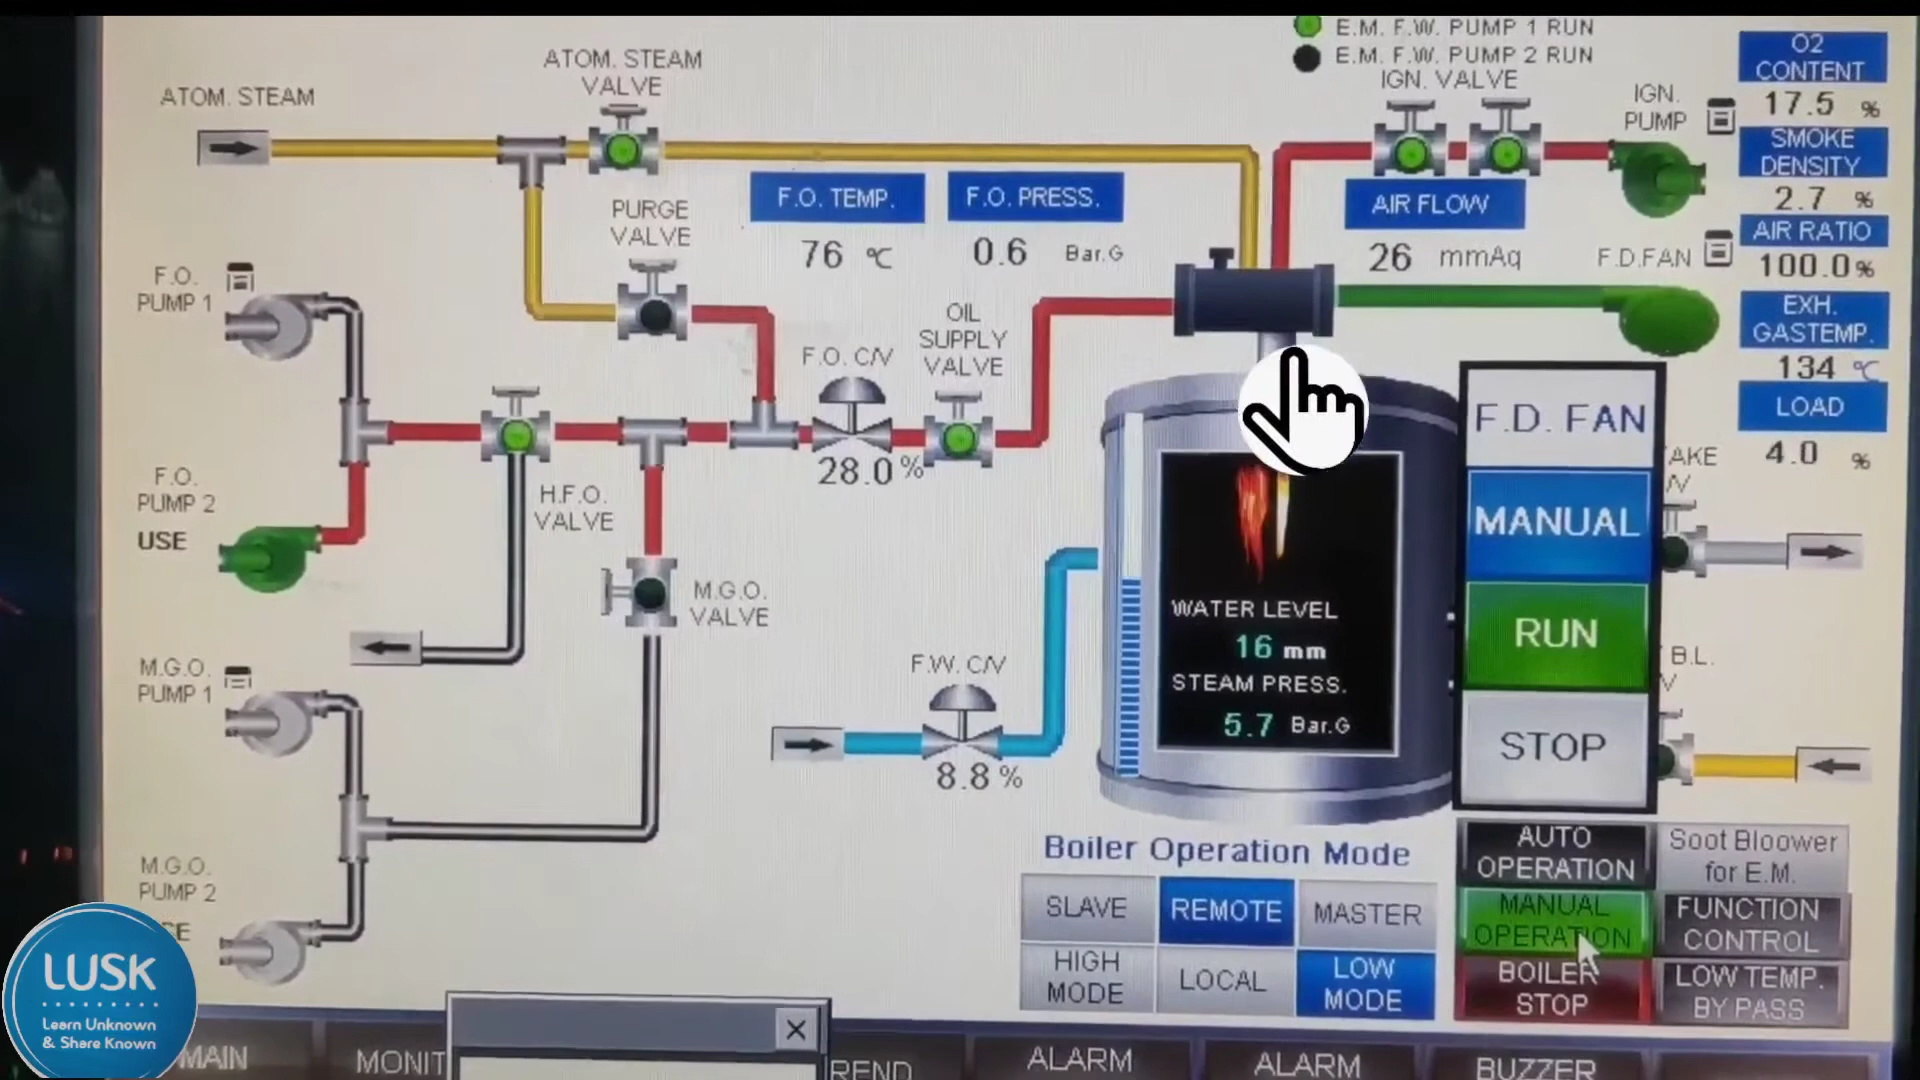 E.M. F.W. PUMP 1 RUN
E.M. F.W. PUMP 2 RUN
ATOM. STEAM
VALVE
ATOM. STEAM
IGN. VALVE
IGN.
PUMP
O2
CONTENT
17.5 %
SMOKE
DENSITY
2.7 %
AIR RATIO
100.0%
EXH.
GASTEMP.
134 ℃
LOAD
4.0 %
PURGE
VALVE
F.O. TEMP.
76 ℃
F.O. PRESS.
0.6 Bar.G
AIR FLOW
26 mmAq
F.D.FAN
F.O.
PUMP 1
OIL
SUPPLY
VALVE
F.O. C/V
28.0 %
F.O.
PUMP 2
USE
H.F.O.
VALVE
M.G.O.
VALVE
M.G.O.
PUMP 1
F.W. C/V
8.8 %
M.G.O.
PUMP 2
WATER LEVEL
16 mm
STEAM PRESS.
5.7 Bar.G
F.D. FAN
MANUAL
RUN
STOP
B.L.
Boiler Operation Mode
SLAVE
REMOTE
MASTER
HIGH
MODE
LOCAL
LOW
MODE
AUTO
OPERATION
MANUAL
OPERATION
BOILER
STOP
Soot Bloower
for E.M.
FUNCTION
CONTROL
LOW TEMP.
BY PASS
LUSK
Learn Unknown
& Share Known
MAIN
MONIT
REND
ALARM
ALARM
BUZZER